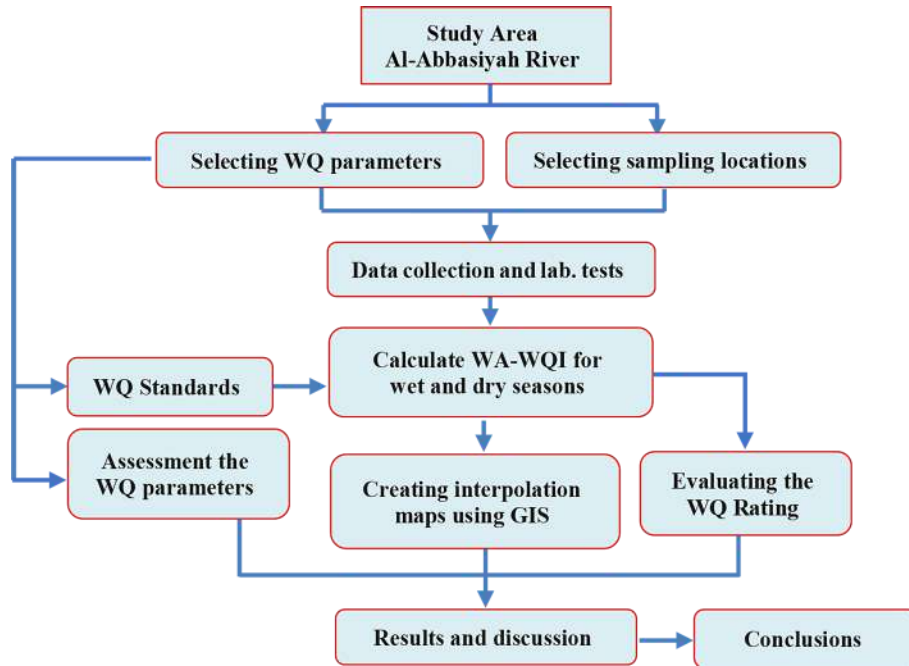 Study Area
Al-Abbasiyah River
Selecting WQ parameters
Selecting sampling locations
Data collection and lab. tests
Calculate WA-WQI for
wet and dry seasons
WQ Standards
Assessment the
WQ parameters
Creating interpolation
maps using GIS
Evaluating the
WQ Rating
Results and discussion
Conclusions